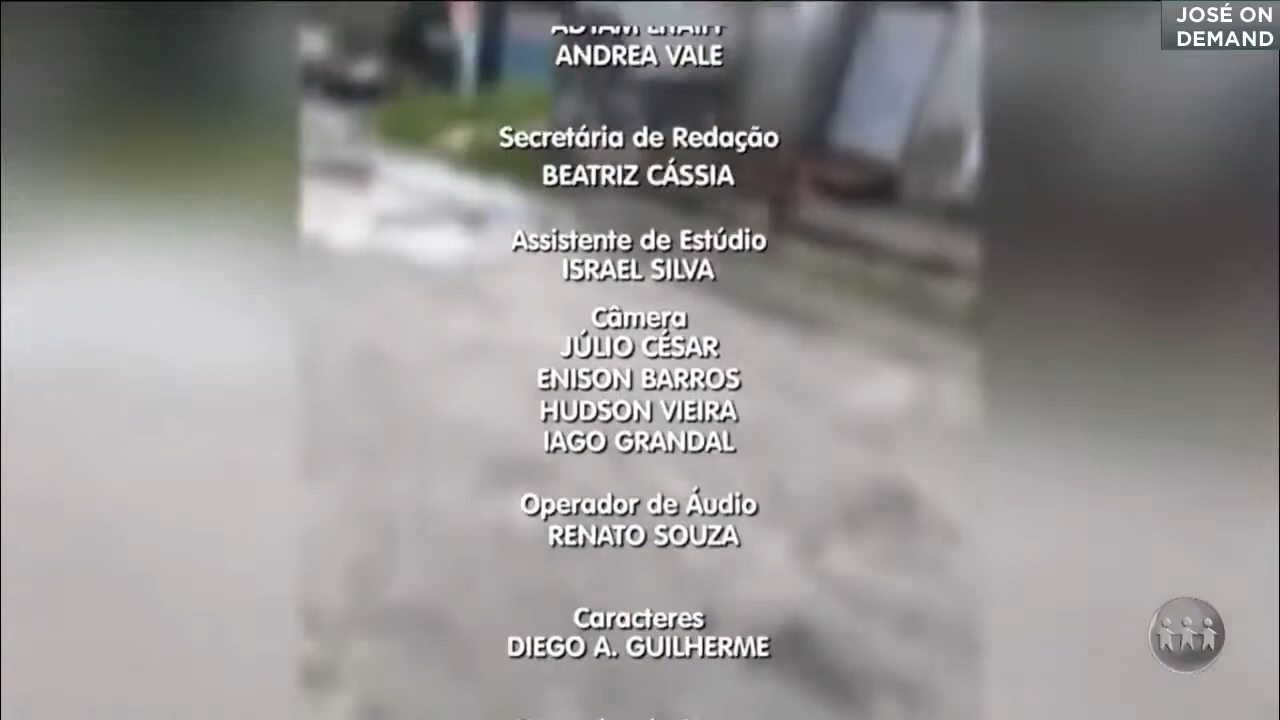 JOSÉ ON
DEMAND
ANDREA VALE
Secretária de Redação
BEATRIZ CÁSSIA
Assistente de Estúdio
ISRAEL SILVA
Câmera
JÚLIO CÉSAR
ENISON BARROS
HUDSON VIEIRA
IAGO GRANDAL
Operador de Áudio
RENATO SOUZA
Caracteres
DIEGO A. GUILHERME